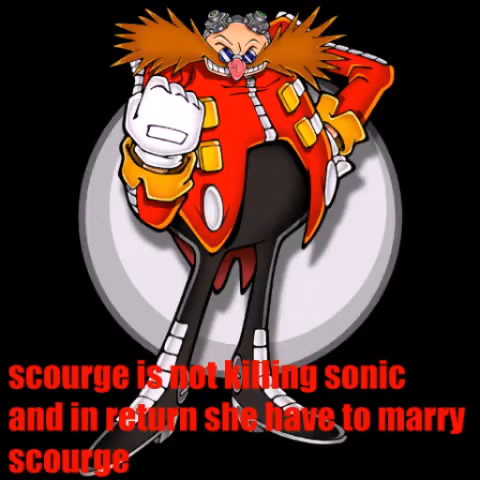 scourge is not killing sonic
and in return she have to marry
scourge